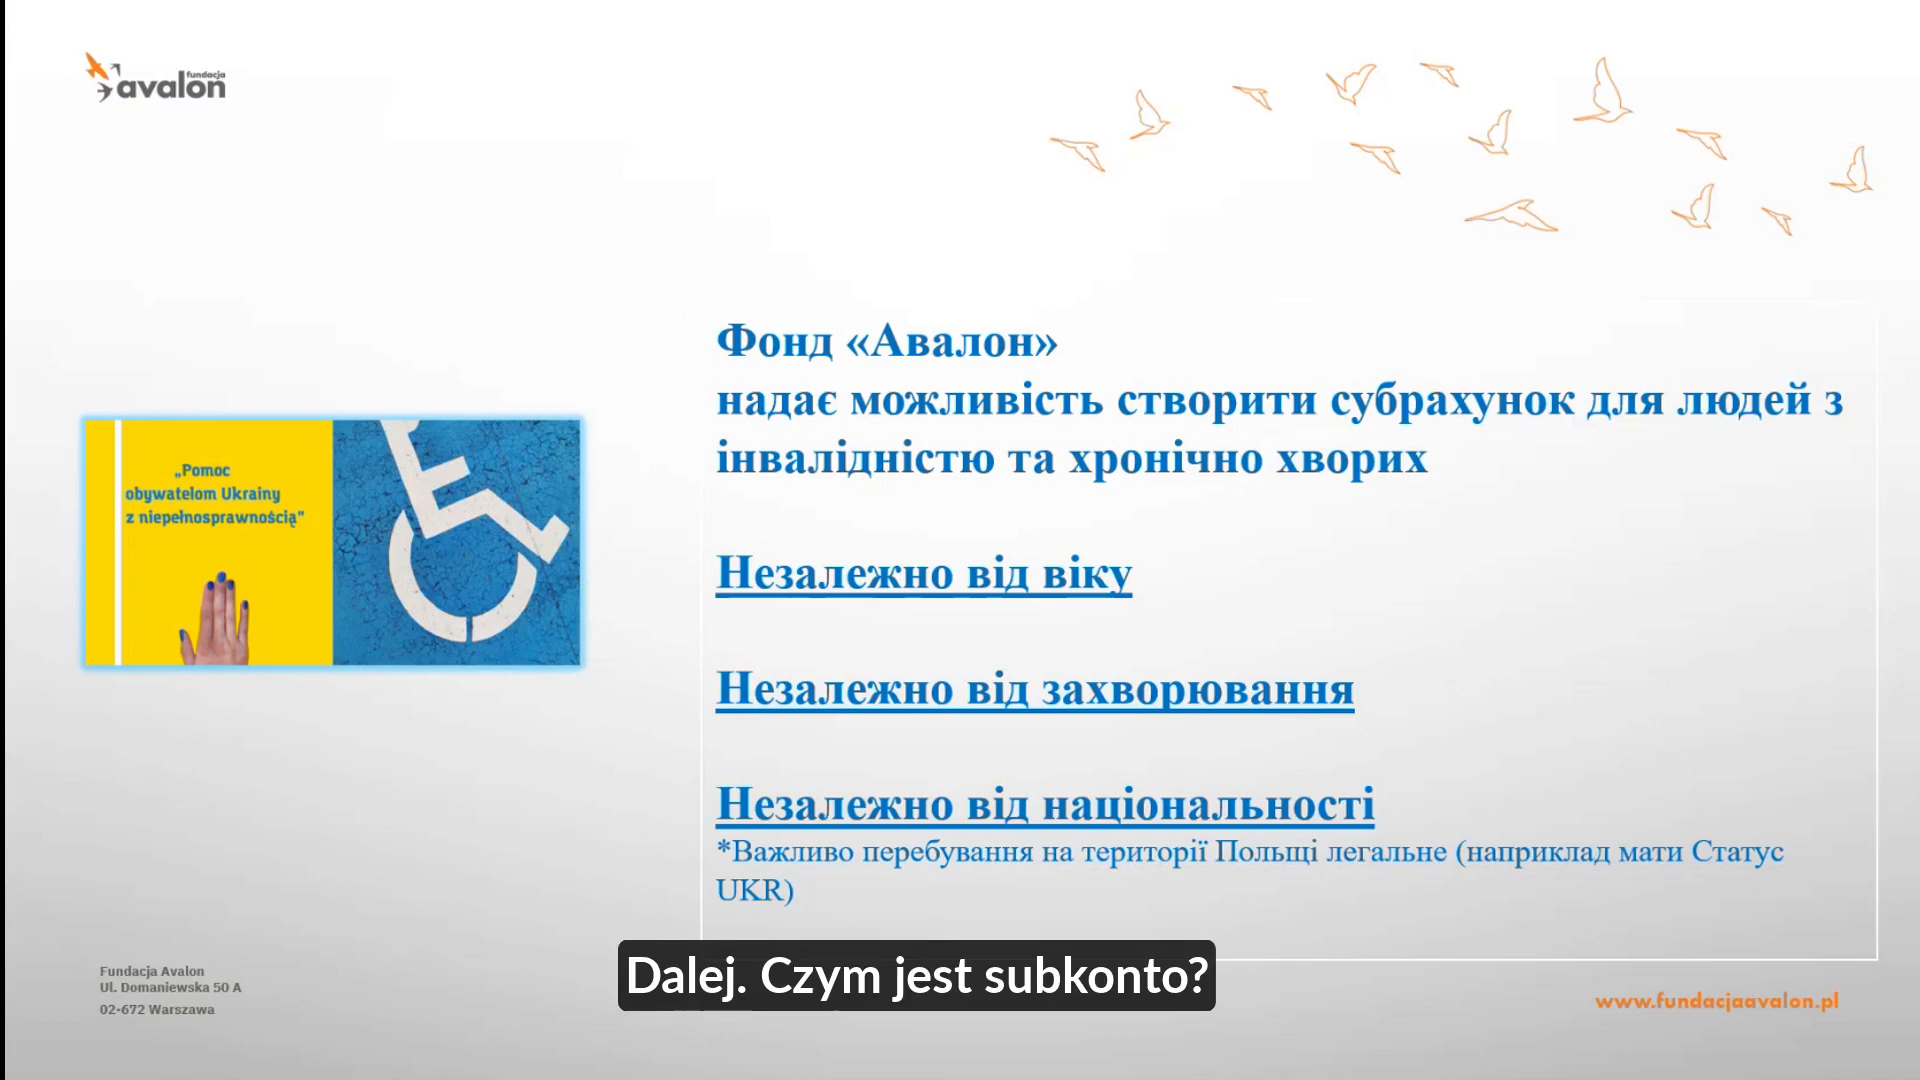 fundacja
avalon
Фонд «Авалон»
надає можливість створити субрахунок для людей з
інвалідністю та хронічно хворих
„Pomoc
obywatelom Ukrainy
z niepełnosprawnością”
Незалежно від віку
Незалежно від захворювання
Незалежно від національності
*Важливо перебування на території Польщі легальне (наприклад мати Статус
UKR)
Dalej. Czym jest subkonto?
Fundacja Avalon
Ul. Domaniewska 50 A
02-672 Warszawa
www.fundacjaavalon.pl